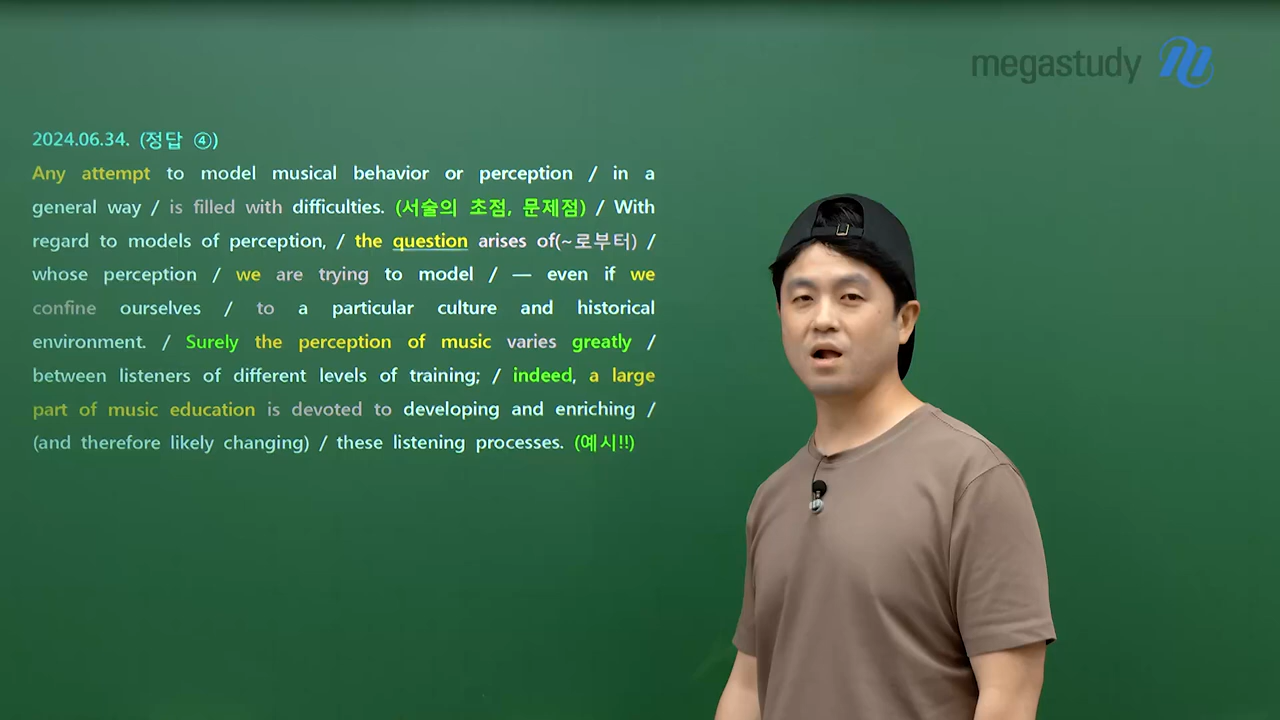 megastudy
2024.06.34. (정답 ④)
Any attempt to model musical behavior or perception / in a
general way / is filled with difficulties. (서술의 초점, 문제점) / With
regard to models of perception, / the question arises of(~로부터) /
whose perception / we are trying to model / — even if we
confine ourselves / to a particular culture and historical
environment. / Surely the perception of music varies greatly /
between listeners of different levels of training; / indeed, a large
part of music education is devoted to developing and enriching /
(and therefore likely changing) / these listening processes. (예시!!)